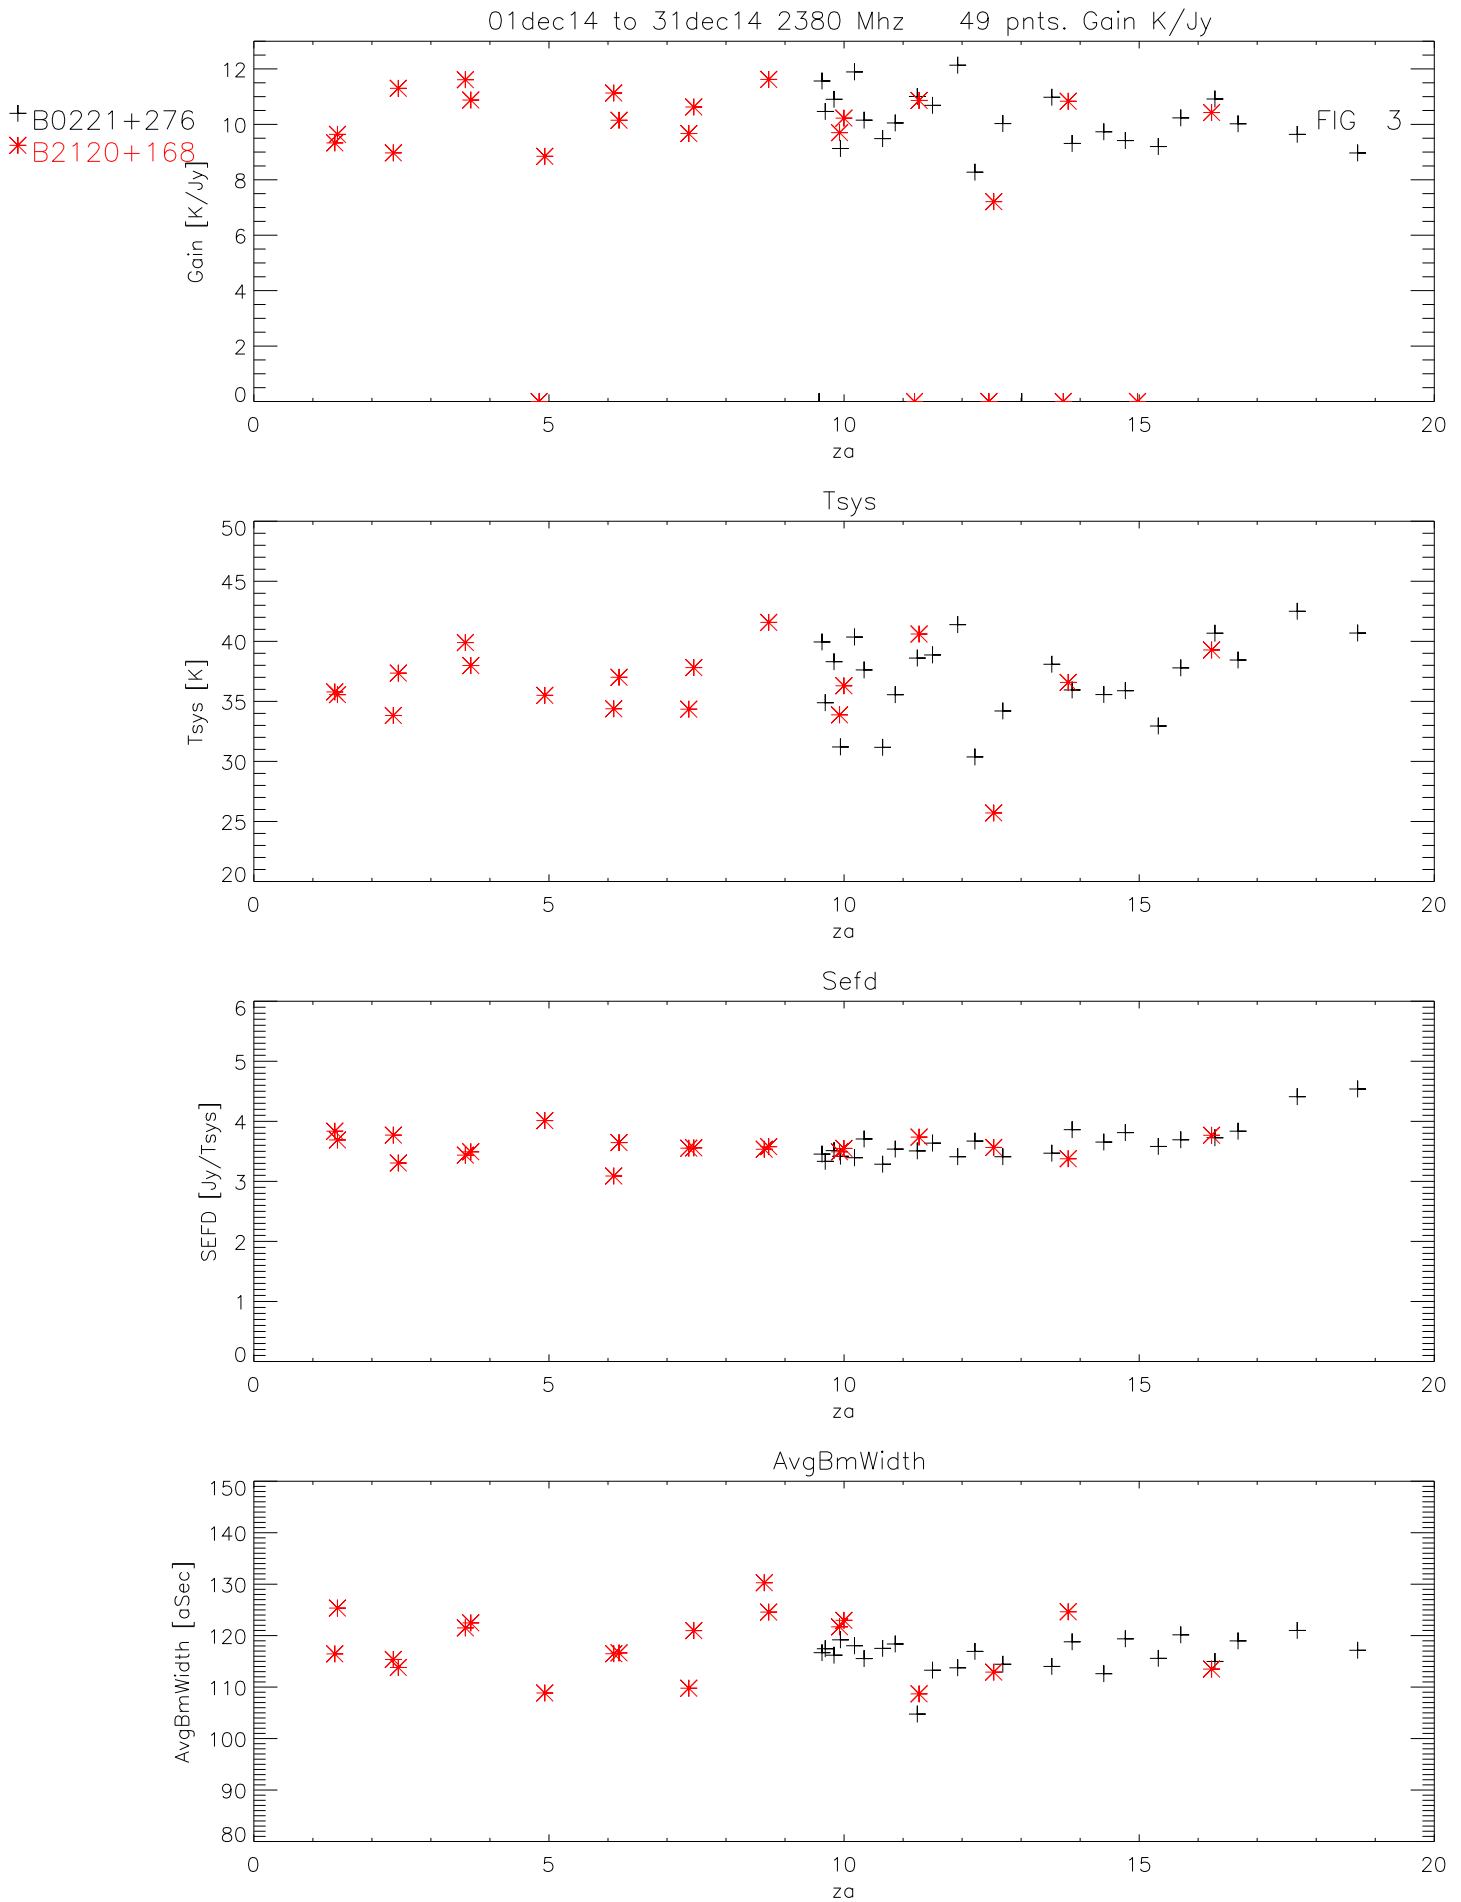 01dec14 to 31dec14 2380 Mhz 49 pnts. Gain K/Jy
B0221+276
B2120+168
FIG 3
Gain [K/Jy]
12
10
8
6
4
2
0
0 5 10 15 20
za
Tsys
Tsys [K]
50
45
40
35
30
25
20
0 5 10 15 20
za
Sefd
SEFD [Jy/Tsys]
6
5
4
3
2
1
0
0 5 10 15 20
za
AvgBmWidth
AvgBmWidth [aSec]
150
140
130
120
110
100
90
80
0 5 10 15 20
za